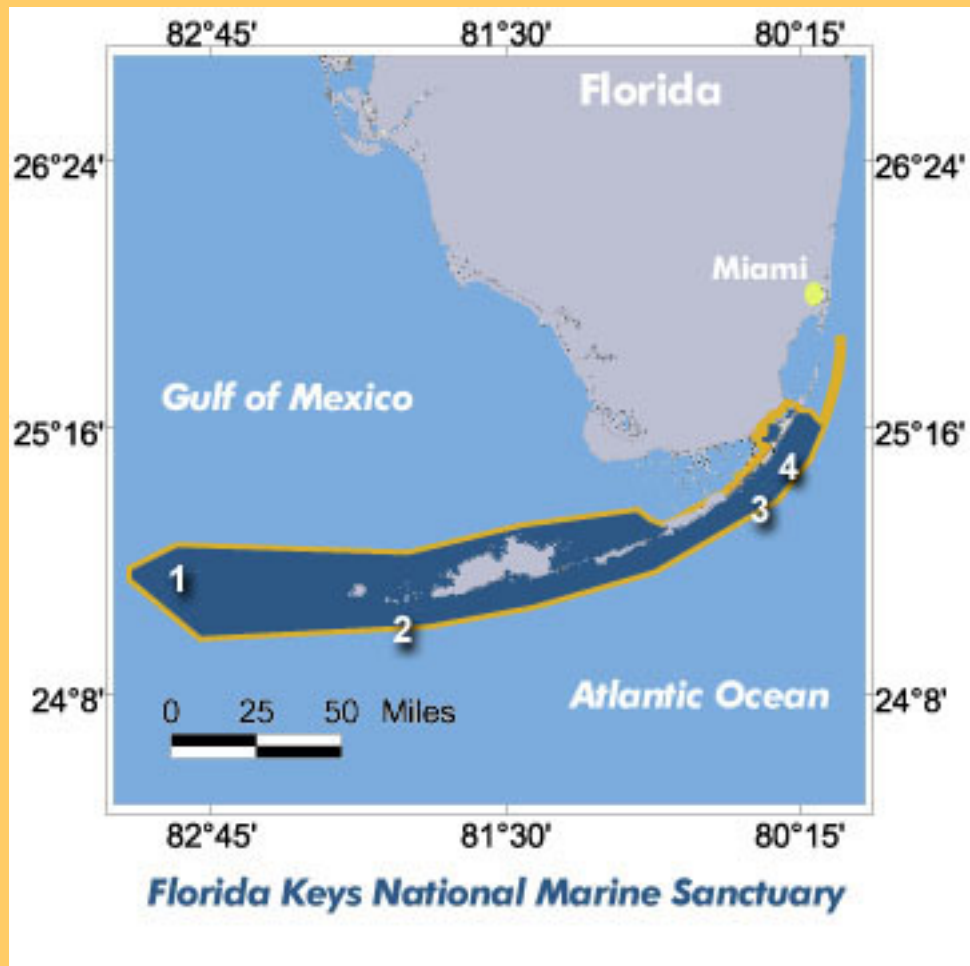 82°45' 81°30' 80°15'
Florida
26°24' 26°24'
Miami
Gulf of Mexico
25°16' 25°16'
4
3
1
2
24°8' Atlantic Ocean 24°8'
0 25 50 Miles
82°45' 81°30' 80°15'
Florida Keys National Marine Sanctuary